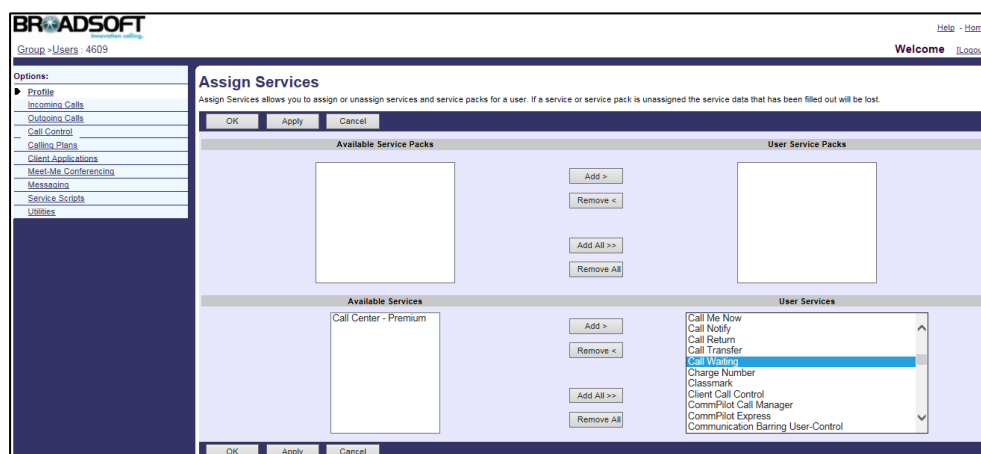 BROADSOFT
innovation calling.
Help - Hom
Group >Users : 4609
Welcome [Logou
Options:
Profile
Incoming Calls
Outgoing Calls
Call Control
Calling Plans
Client Applications
Meet-Me Conferencing
Messaging
Service Scripts
Utilities
Assign Services
Assign Services allows you to assign or unassign services and service packs for a user. If a service or service pack is unassigned the service data that has been filled out will be lost.
OK Apply Cancel
Available Service Packs User Service Packs
Add >
Remove <
Add All >>
Remove All
Available Services User Services
Call Center - Premium
Add >
Remove <
Add All >>
Remove All
Call Me Now
Call Notify
Call Return
Call Transfer
Call Waiting
Charge Number
Classmark
Client Call Control
CommPilot Call Manager
CommPilot Express
Communication Barring User-Control
OK Apply Cancel